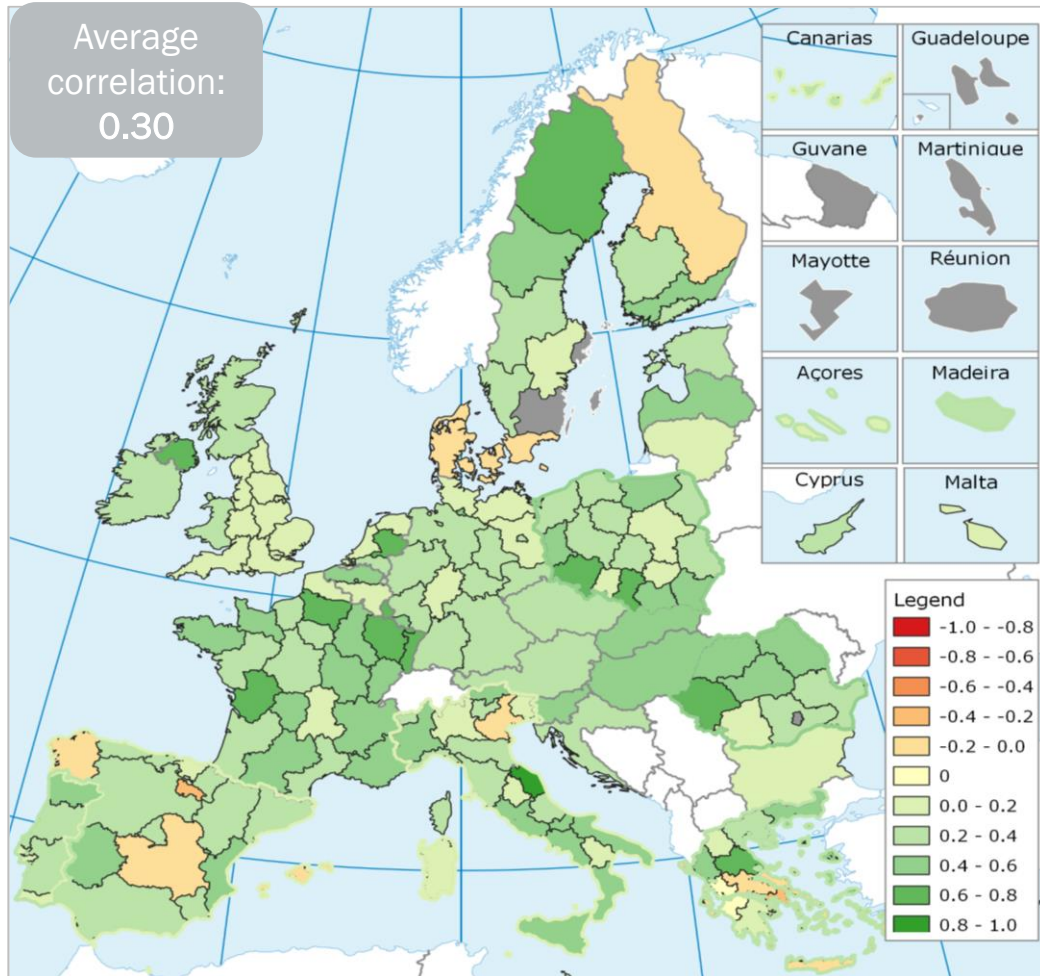 Average
correlation:
0.30
Canarias
Guadeloupe
Guyane
Martinique
Mayotte
Réunion
Açores
Madeira
Cyprus
Malta
Legend
-1.0 - -0.8
-0.8 - -0.6
-0.6 - -0.4
-0.4 - -0.2
-0.2 - 0.0
0
0.0 - 0.2
0.2 - 0.4
0.4 - 0.6
0.6 - 0.8
0.8 - 1.0